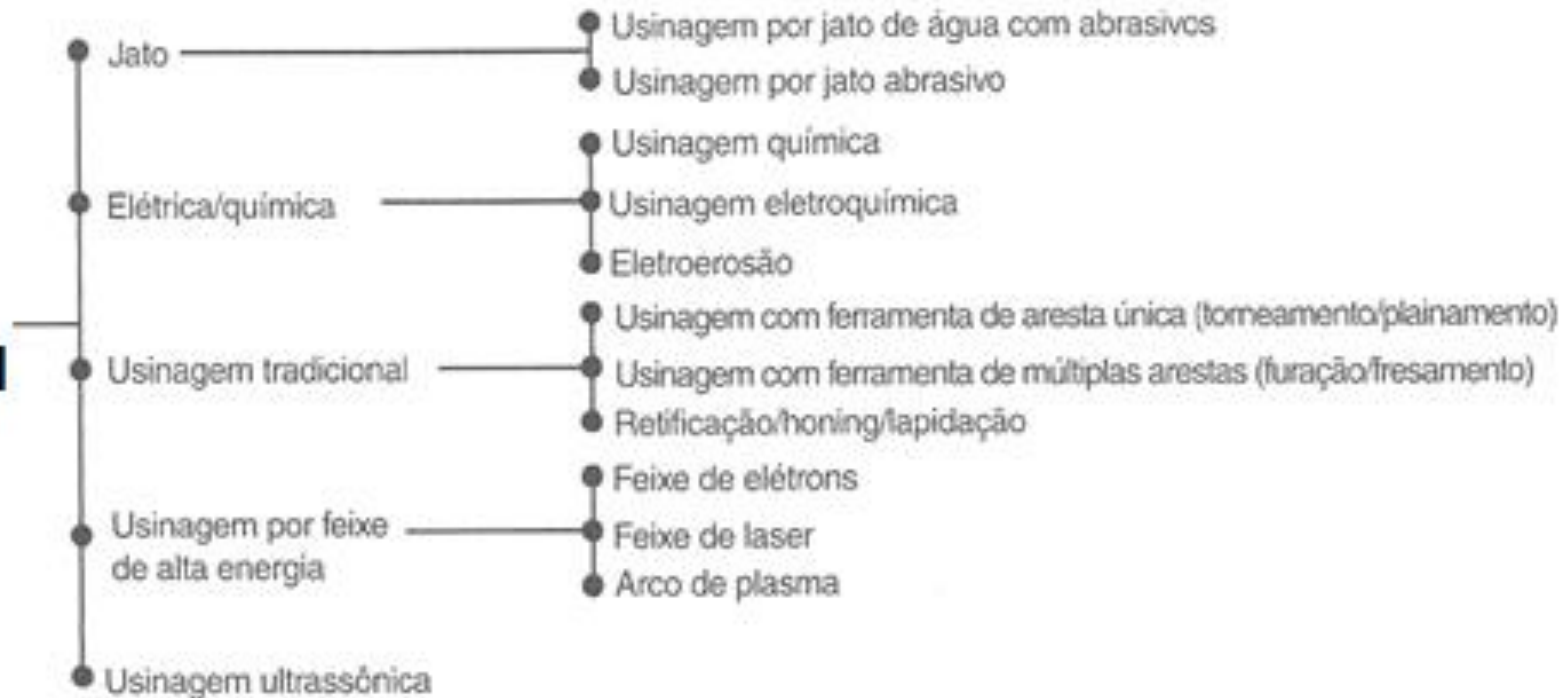 Jato
Usinagem por jato de água com abrasivos
Usinagem por jato abrasivo
Elétrica/química
Usinagem química
Usinagem eletroquímica
Eletroerosão
Usinagem tradicional
Usinagem com ferramenta de aresta única (torneamento/plainamento)
Usinagem com ferramenta de múltiplas arestas (furação/fresamento)
Retificação/honing/lapidação
Usinagem por feixe
de alta energia
Feixe de elétrons
Feixe de laser
Arco de plasma
Usinagem ultrassônica